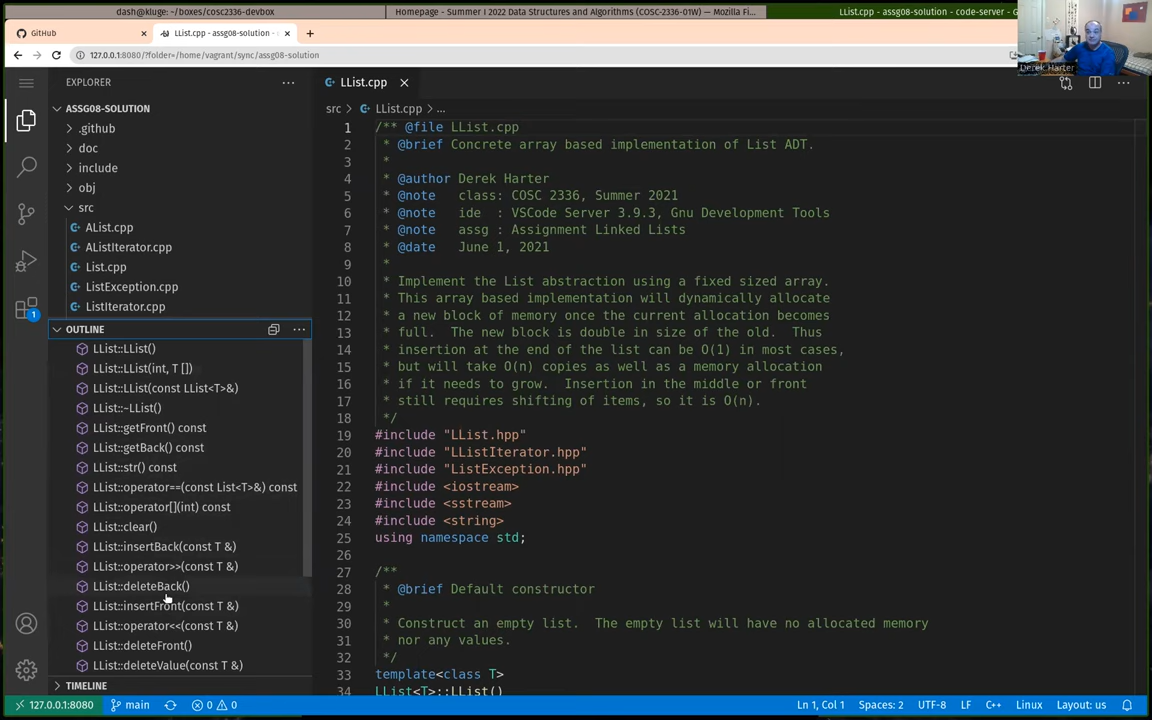 dash@kluge: ~/boxes/cosc2336-devbox
Homepage - Summer I 2022 Data Structures and Algorithms (COSC-2336-01W) — Mozilla Fi...
LList.cpp - assg08-solution - code-server - G
GitHub
LList.cpp - assg08-solution -
127.0.0.1:8080/?folder=/home/vagrant/sync/assg08-solution
Derek Harter
EXPLORER
ASSG08-SOLUTION
.github
doc
include
obj
src
AList.cpp
AListIterator.cpp
List.cpp
ListException.cpp
ListIterator.cpp
OUTLINE
LList::LList()
LList::LList(int, T [])
LList::LList(const LList<T>&)
LList::~LList()
LList::getFront() const
LList::getBack() const
LList::str() const
LList::operator==(const List<T>&) const
LList::operator[](int) const
LList::clear()
LList::insertBack(const T &)
LList::operator>>(const T &)
LList::deleteBack()
LList::insertFront(const T &)
LList::operator<<(const T &)
LList::deleteFront()
LList::deleteValue(const T &)
TIMELINE
LList.cpp
src > LList.cpp > ...
1 /** @file LList.cpp
2 * @brief Concrete array based implementation of List ADT.
3 *
4 * @author Derek Harter
5 * @note class: COSC 2336, Summer 2021
6 * @note ide : VSCode Server 3.9.3, Gnu Development Tools
7 * @note assg : Assignment Linked Lists
8 * @date June 1, 2021
9 *
10 * Implement the List abstraction using a fixed sized array.
11 * This array based implementation will dynamically allocate
12 * a new block of memory once the current allocation becomes
13 * full. The new block is double in size of the old. Thus
14 * insertion at the end of the list can be O(1) in most cases,
15 * but will take O(n) copies as well as a memory allocation
16 * if it needs to grow. Insertion in the middle or front
17 * still requires shifting of items, so it is O(n).
18 */
19 #include "LList.hpp"
20 #include "LListIterator.hpp"
21 #include "ListException.hpp"
22 #include <iostream>
23 #include <sstream>
24 #include <string>
25 using namespace std;
26
27 /**
28 * @brief Default constructor
29 *
30 * Construct an empty list. The empty list will have no allocated memory
31 * nor any values.
32 */
33 template<class T>
34 LList<T>::LList()
1
127.0.0.1:8080
main
0 0
Ln 1, Col 1
Spaces: 2
UTF-8
LF
C++
Linux
Layout: us